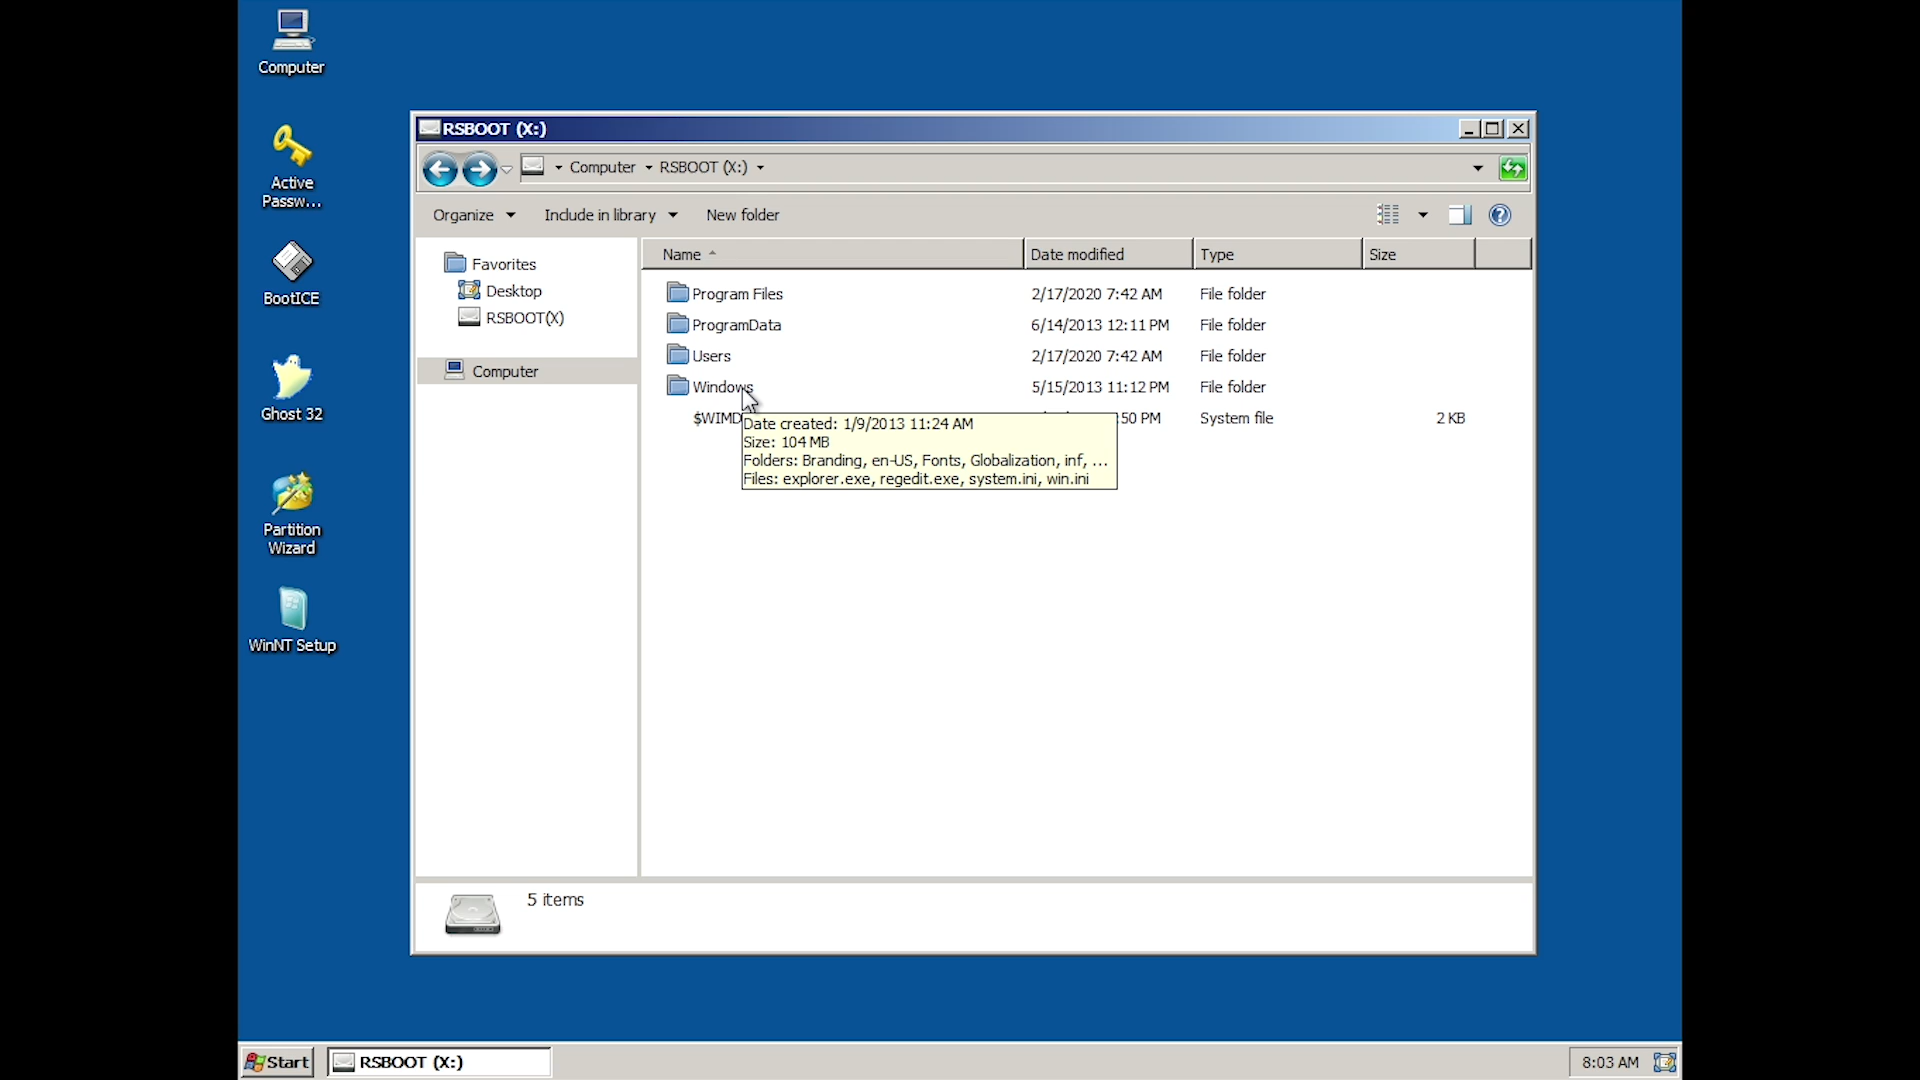 Computer
Active
Passw...
BootICE
Ghost 32
Partition
Wizard
WinNT Setup
RSBOOT (X:)
Computer
RSBOOT (X:)
Organize
Include in library
New folder
Favorites
Desktop
RSBOOT(X)
Computer
Name
Date modified
Type
Size
Program Files
2/17/2020 7:42 AM
File folder
ProgramData
6/14/2013 12:11 PM
File folder
Users
2/17/2020 7:42 AM
File folder
Windows
5/15/2013 11:12 PM
File folder
$WIMD
:50 PM
System file
2 KB
Date created: 1/9/2013 11:24 AM
Size: 104 MB
Folders: Branding, en-US, Fonts, Globalization, inf, ...
Files: explorer.exe, regedit.exe, system.ini, win.ini
5 items
Start
RSBOOT (X:)
8:03 AM